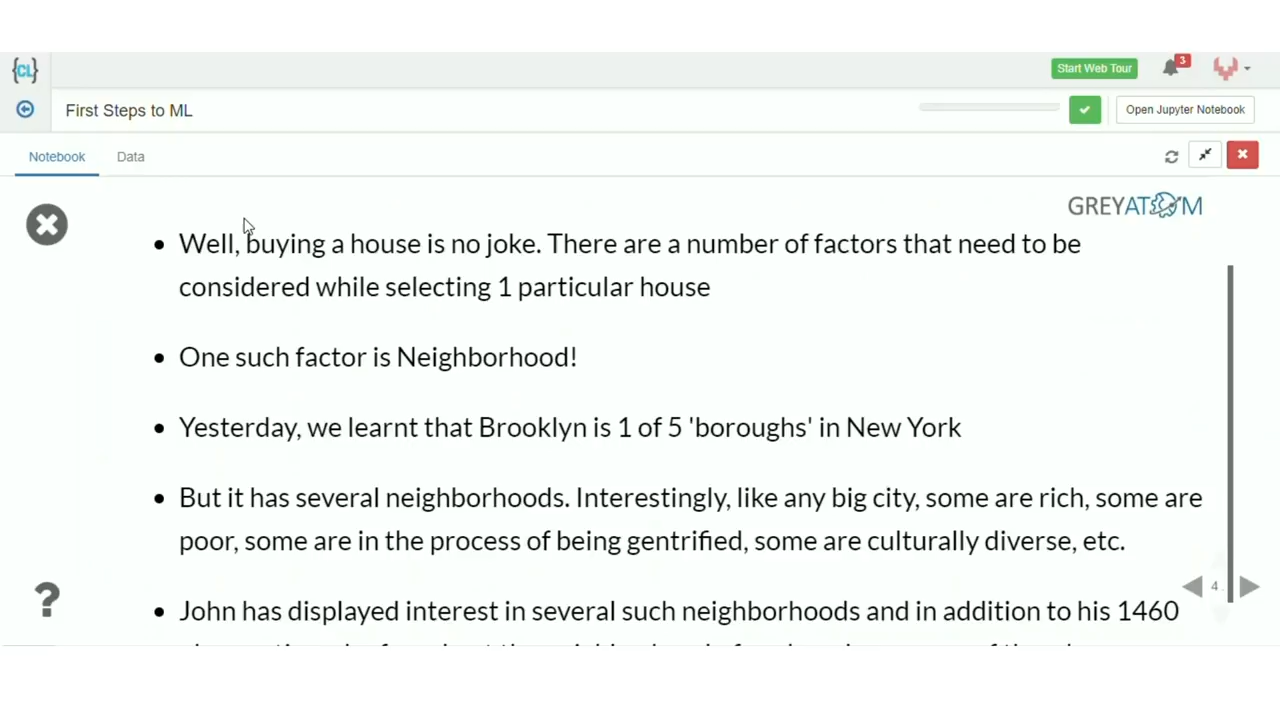 {CL}
Start Web Tour
3
First Steps to ML
Open Jupyter Notebook
Notebook
Data
GREYATOM
• Well, buying a house is no joke. There are a number of factors that need to be
considered while selecting 1 particular house
• One such factor is Neighborhood!
• Yesterday, we learnt that Brooklyn is 1 of 5 'boroughs' in New York
• But it has several neighborhoods. Interestingly, like any big city, some are rich, some are
poor, some are in the process of being gentrified, some are culturally diverse, etc.
?
4
• John has displayed interest in several such neighborhoods and in addition to his 1460